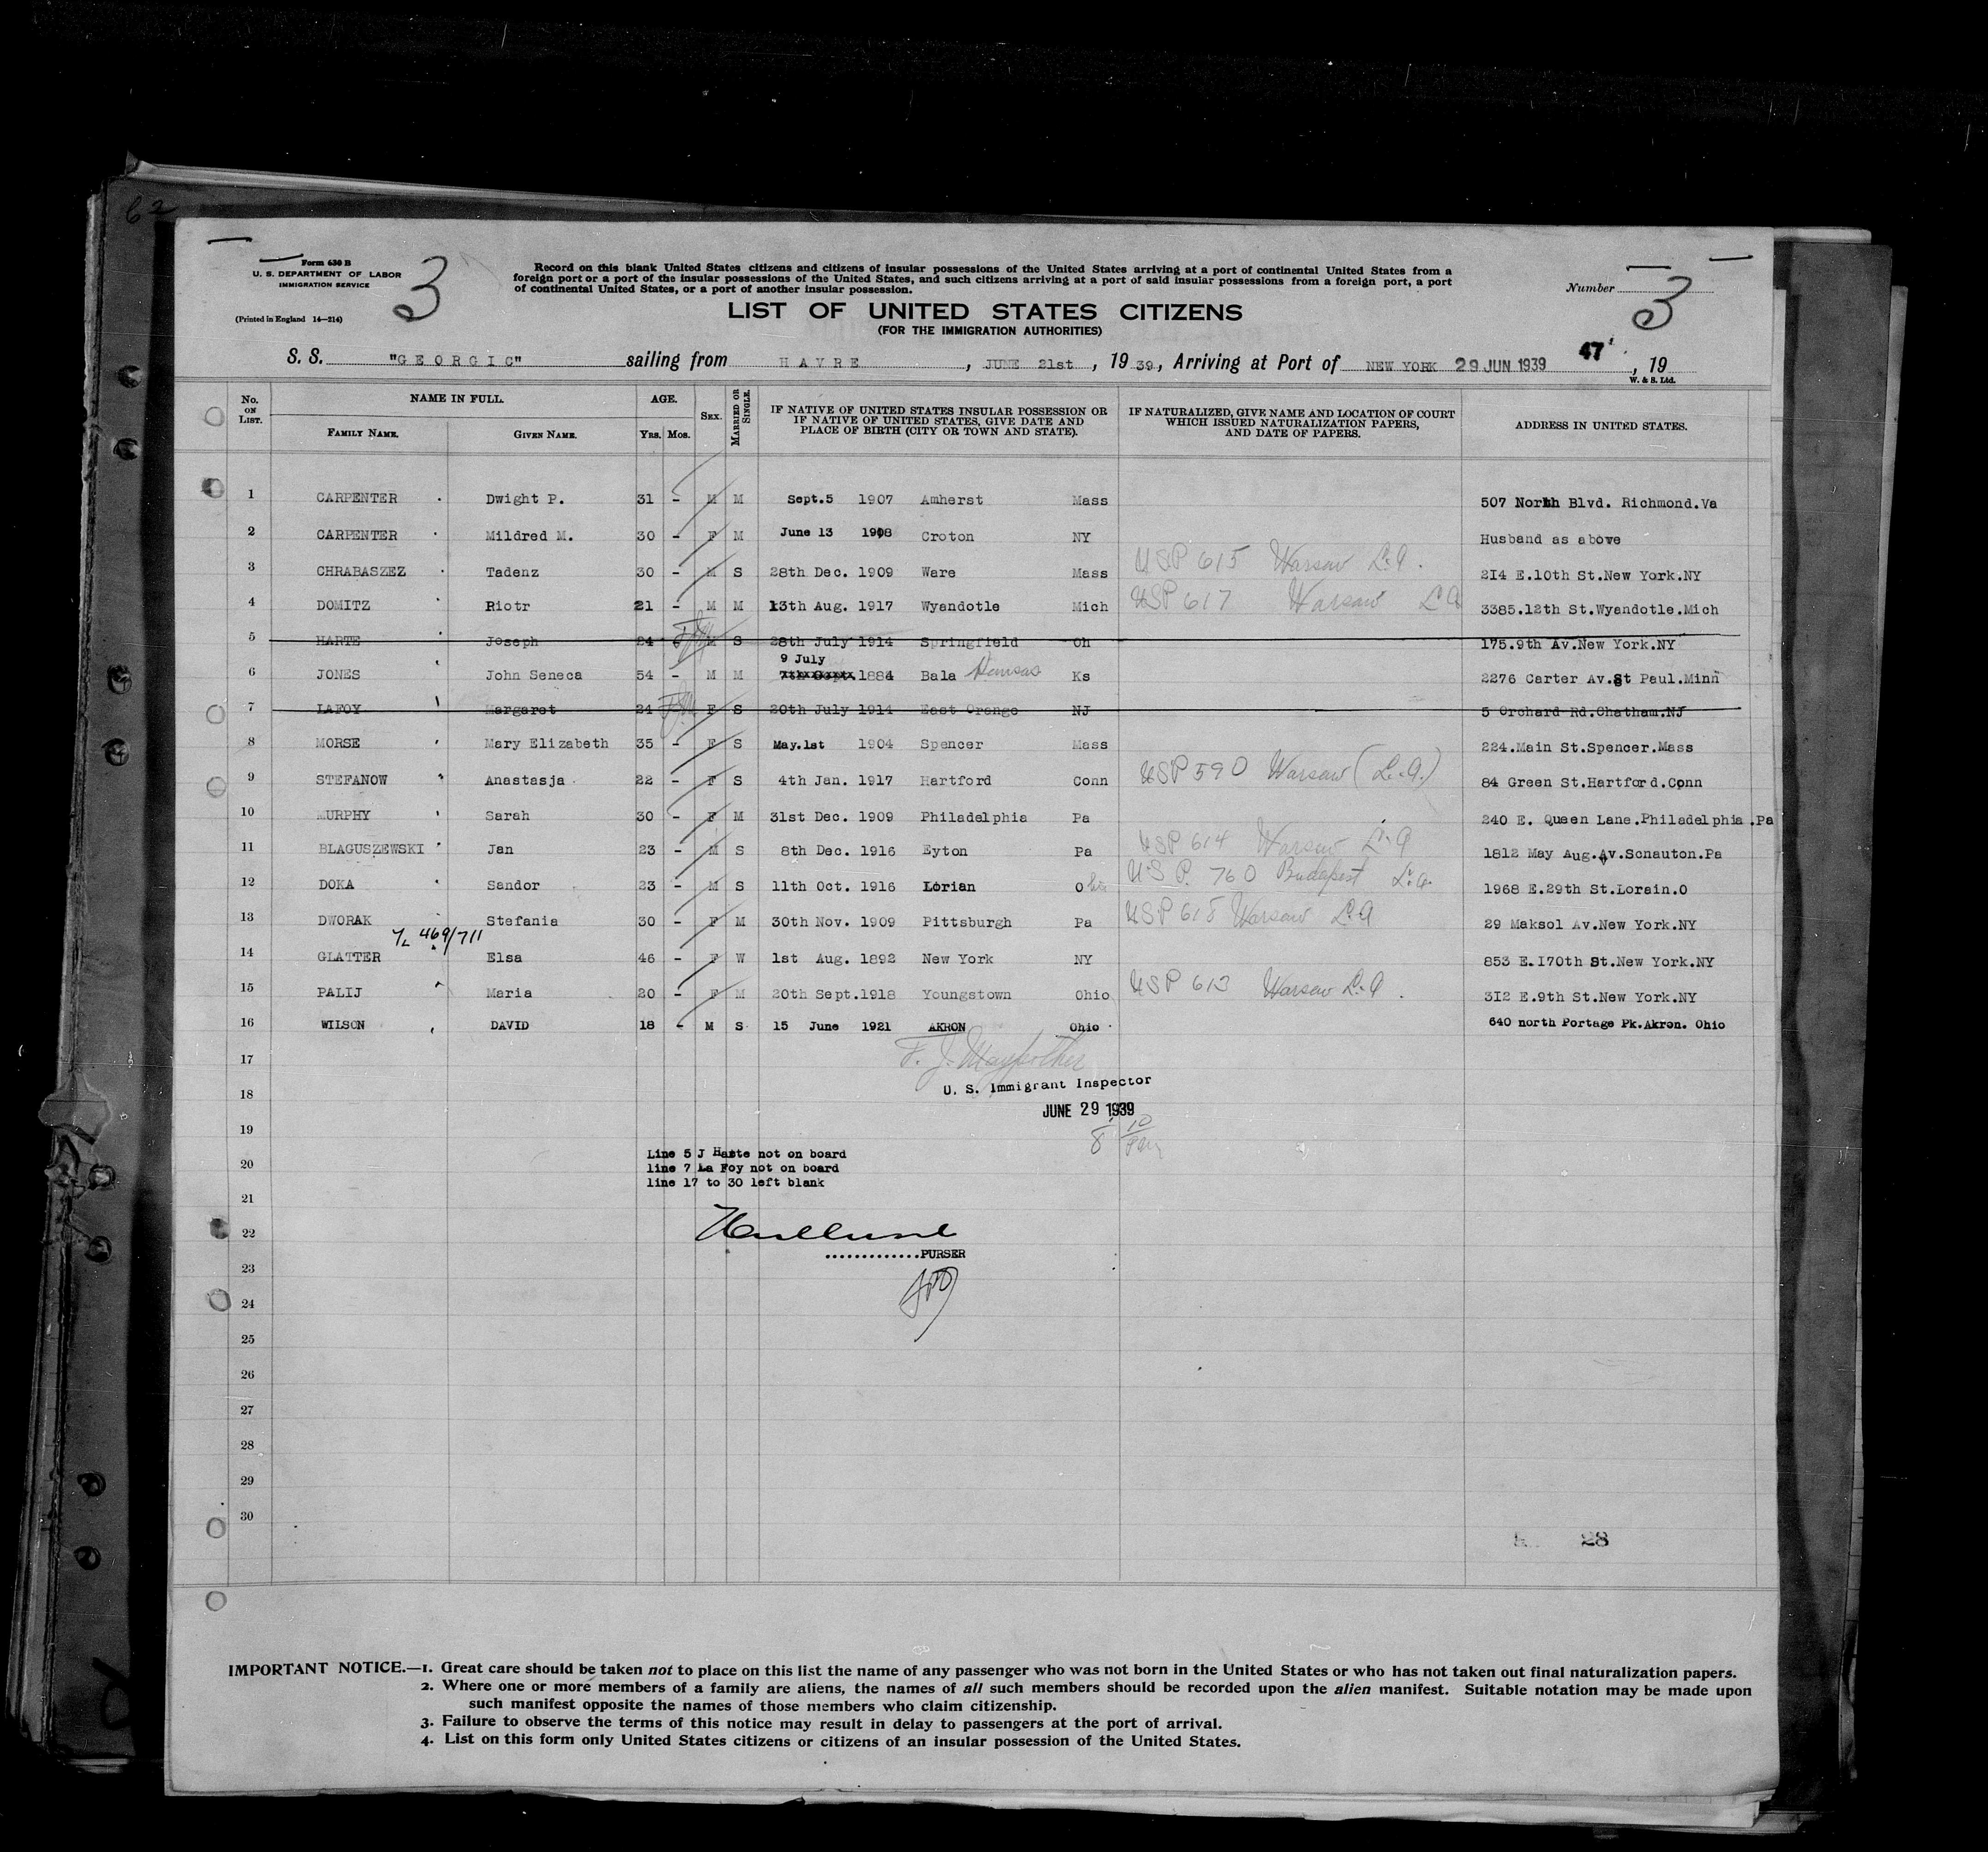 62
Form 630 B
U. S. DEPARTMENT OF LABOR
IMMIGRATION SERVICE
(Printed in England 14—214)
3
Record on this blank United States citizens and citizens of insular possessions of the United States arriving at a port of continental United States from a
foreign port or a port of the insular possessions of the United States, and such citizens arriving at a port of said insular possessions from a foreign port, a port
of continental United States, or a port of another insular possession.
Number 3
LIST OF UNITED STATES CITIZENS
(FOR THE IMMIGRATION AUTHORITIES)
S. S. "GEORGIC" sailing from HAVRE, JUNE 21st, 1939, Arriving at Port of NEW YORK 29 JUN 1939 47, 19
W. & S. Ltd.
No. ON LIST. NAME IN FULL. FAMILY NAME. GIVEN NAME. AGE. Yrs. Mos. SEX. MARRIED OR SINGLE. IF NATIVE OF UNITED STATES INSULAR POSSESSION OR IF NATIVE OF UNITED STATES, GIVE DATE AND PLACE OF BIRTH (CITY OR TOWN AND STATE). IF NATURALIZED, GIVE NAME AND LOCATION OF COURT WHICH ISSUED NATURALIZATION PAPERS, AND DATE OF PAPERS. ADDRESS IN UNITED STATES.
1 CARPENTER Dwight P. 31 - M M Sept.5 1907 Amherst Mass 507 North Blvd. Richmond.Va
2 CARPENTER Mildred M. 30 - F M June 13 1908 Croton NY Husband as above
3 CHRABASZEZ Tadenz 30 - M S 28th Dec. 1909 Ware Mass USP 615 Warsaw L.A. 214 E.10th St.New York.NY
4 DOMITZ Riotr 21 - M M 13th Aug. 1917 Wyandotle Mich USP 617 Warsaw LA 3385.12th St.Wyandotle.Mich
5 HARTE Joseph 24 M S 28th July 1914 Springfield Oh 175.9th Av.New York.NY
9 July
6 JONES John Seneca 54 - M M 1884 Bala Kansas Ks 2276 Carter Av.St Paul.Minn
7 LAFOY Margaret 24 F S 20th July 1914 East Orange NJ 5 Orchard Rd.Chatham.NJ
8 MORSE Mary Elizabeth 35 - F S May.1st 1904 Spencer Mass 224.Main St.Spencer.Mass
9 STEFANOW Anastasja 22 - F S 4th Jan. 1917 Hartford Conn USP 590 Warsaw (L.A.) 84 Green St.Hartford.Conn
10 MURPHY Sarah 30 - F M 31st Dec. 1909 Philadelphia Pa 240 E. Queen Lane.Philadelphia.Pa
11 BLAGUSZEWSKI Jan 23 - M S 8th Dec. 1916 Eyton Pa USP 614 Warsaw L.A 1812 May Aug.Av.Scnauton.Pa
12 DOKA Sandor 23 - M S 11th Oct. 1916 Lorian Ohio U.S P. 760 Budapest L.a. 1968 E.29th St.Lorain.O
13 DWORAK Stefania 30 - F M 30th Nov. 1909 Pittsburgh Pa USP 618 Warsaw L.A 29 Maksol Av.New York.NY
469/711
14 GLATTER Elsa 46 - F W 1st Aug. 1892 New York NY 853 E.170th St.New York.NY
15 PALIJ Maria 20 - F M 20th Sept.1918 Youngstown Ohio USP 613 Warsaw L.A. 312 E.9th St.New York.NY
16 WILSON DAVID 18 - M S 15 June 1921 AKRON Ohio 640 north Portage Pk.Akron. Ohio
17
18 U. S. Immigrant Inspector
JUNE 29 1939
19
Line 5 J Harte not on board
20 line 7 La Foy not on board
line 17 to 30 left blank
21
22
.............PURSER
23
24
25
26
27
28
29
30
28
IMPORTANT NOTICE.—1. Great care should be taken not to place on this list the name of any passenger who was not born in the United States or who has not taken out final naturalization papers.
2. Where one or more members of a family are aliens, the names of all such members should be recorded upon the alien manifest. Suitable notation may be made upon
such manifest opposite the names of those members who claim citizenship.
3. Failure to observe the terms of this notice may result in delay to passengers at the port of arrival.
4. List on this form only United States citizens or citizens of an insular possession of the United States.